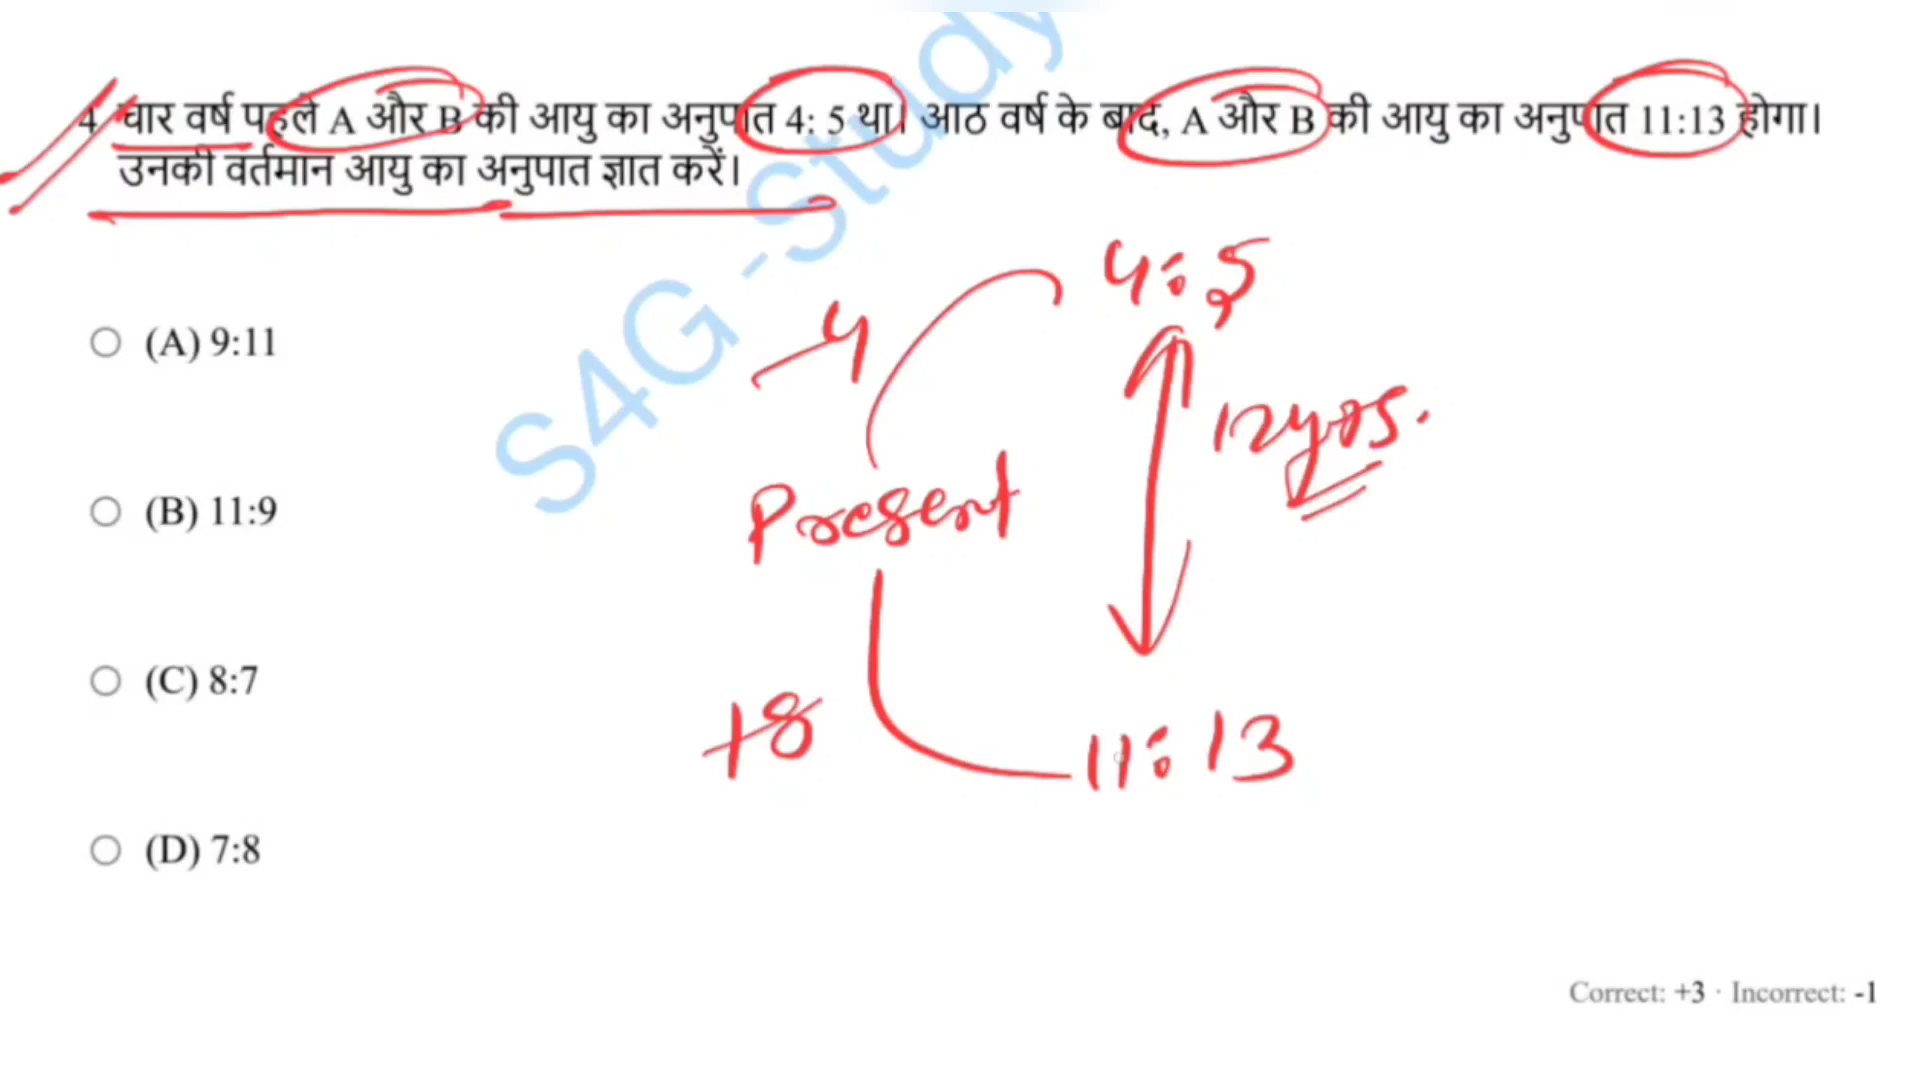 4. चार वर्ष पहले A और B की आयु का अनुपात 4: 5 था। आठ वर्ष के बाद, A और B की आयु का अनुपात 11:13 होगा।
उनकी वर्तमान आयु का अनुपात ज्ञात करें।
S4G -Study
4: 5
-4
(A) 9:11
12yrs.
(B) 11:9
Present
(C) 8:7
+8
11: 13
(D) 7:8
Correct: +3 · Incorrect: -1